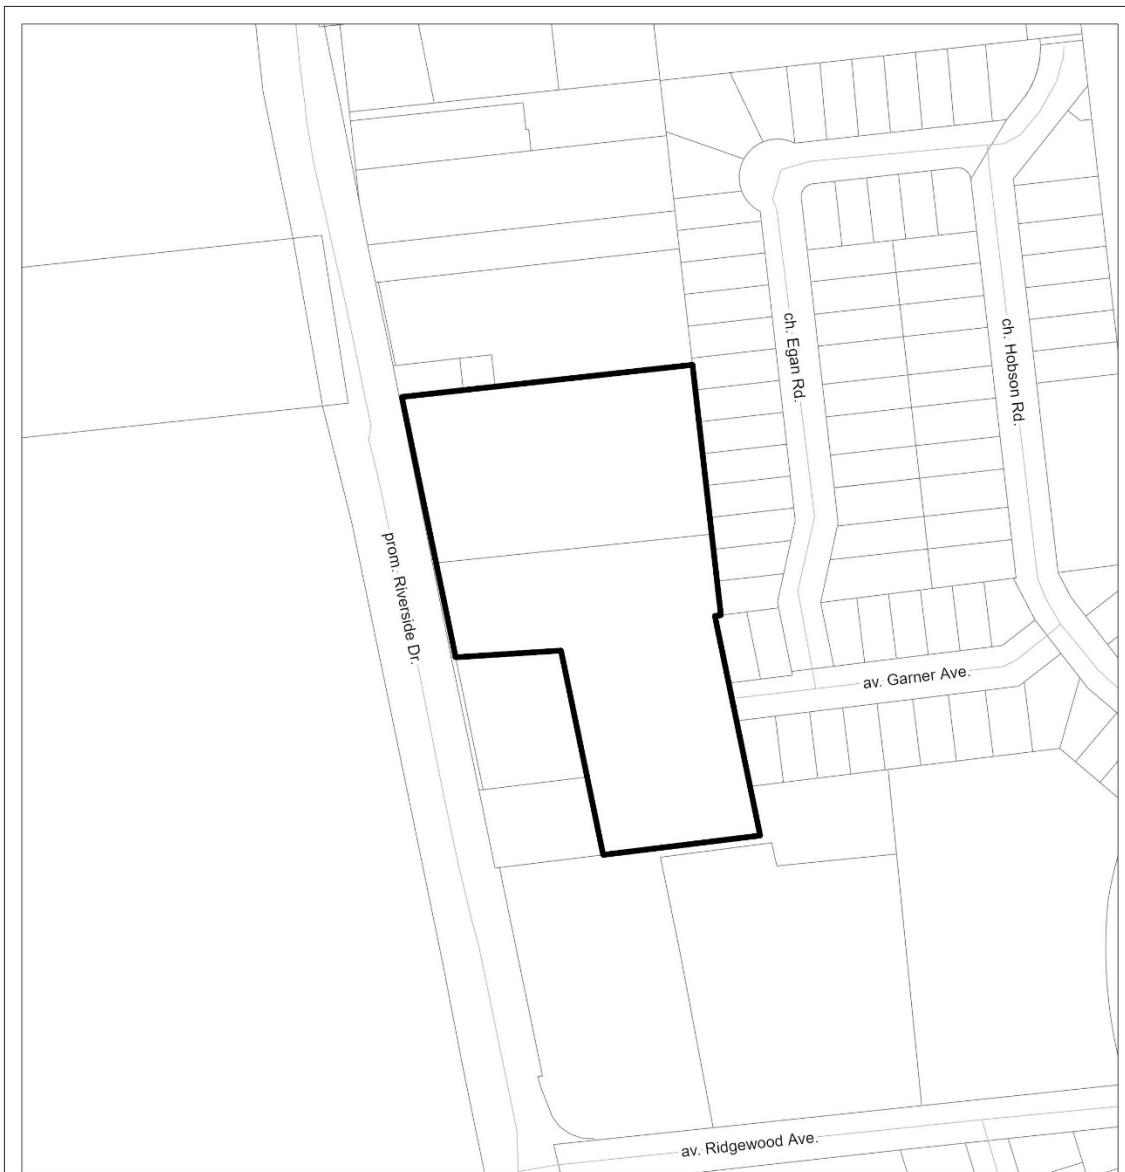 ch. Egan Rd.
ch. Hobson Rd.
prom. Riverside Dr.
av. Garner Ave.
av. Ridgewood Ave.